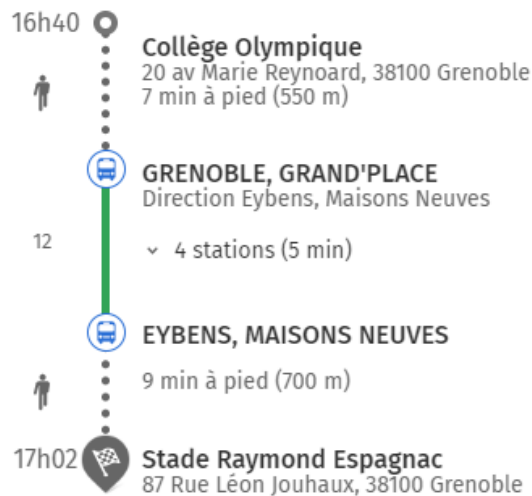 16h40
Collège Olympique
20 av Marie Reynoard, 38100 Grenoble
7 min à pied (550 m)
GRENOBLE, GRAND'PLACE
Direction Eybens, Maisons Neuves
12
4 stations (5 min)
EYBENS, MAISONS NEUVES
9 min à pied (700 m)
17h02
Stade Raymond Espagnac
87 Rue Léon Jouhaux, 38100 Grenoble